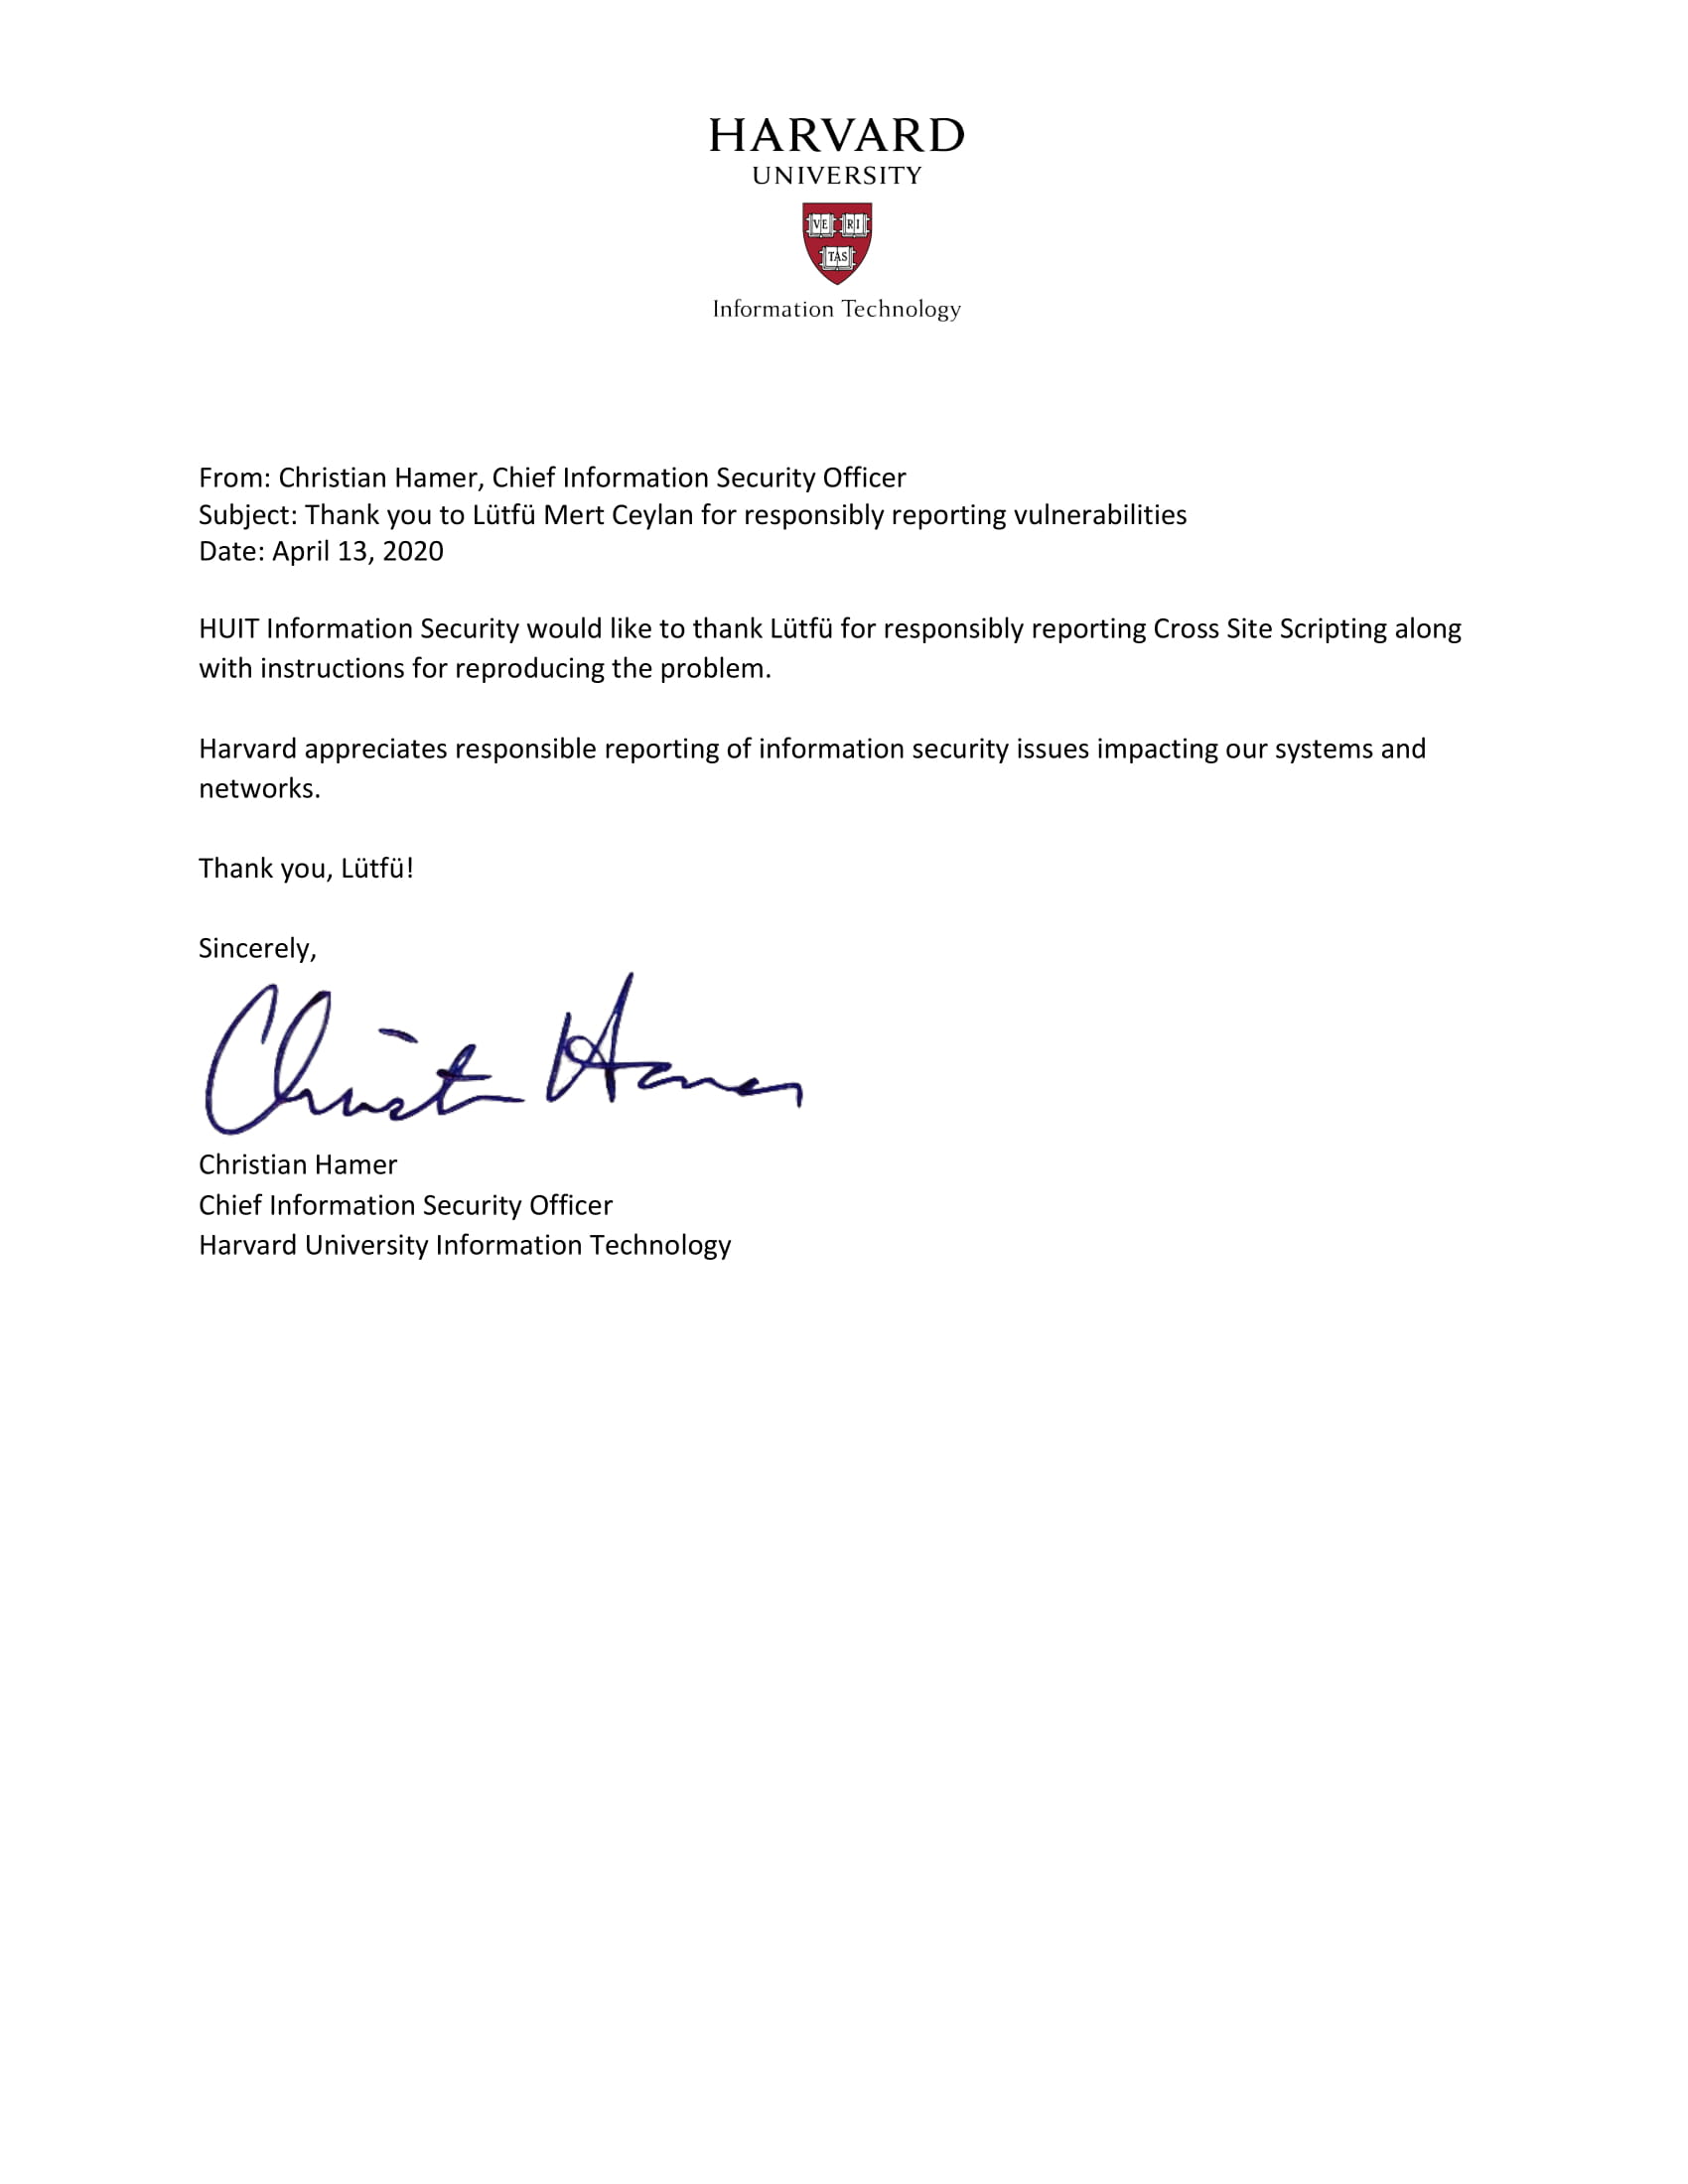 HARVARD
UNIVERSITY
VE RI
TAS
Information Technology
From: Christian Hamer, Chief Information Security Officer
Subject: Thank you to Lütfü Mert Ceylan for responsibly reporting vulnerabilities
Date: April 13, 2020
HUIT Information Security would like to thank Lütfü for responsibly reporting Cross Site Scripting along
with instructions for reproducing the problem.
Harvard appreciates responsible reporting of information security issues impacting our systems and
networks.
Thank you, Lütfü!
Sincerely,
Christian Hamer
Christian Hamer
Chief Information Security Officer
Harvard University Information Technology